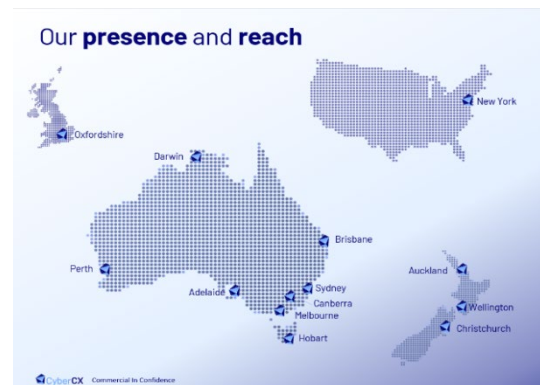 Our presence and reach
Oxfordshire
New York
Darwin
Brisbane
Perth
Adelaide
Sydney
Canberra
Melbourne
Hobart
Auckland
Wellington
Christchurch
CyberCX Commercial In Confidence